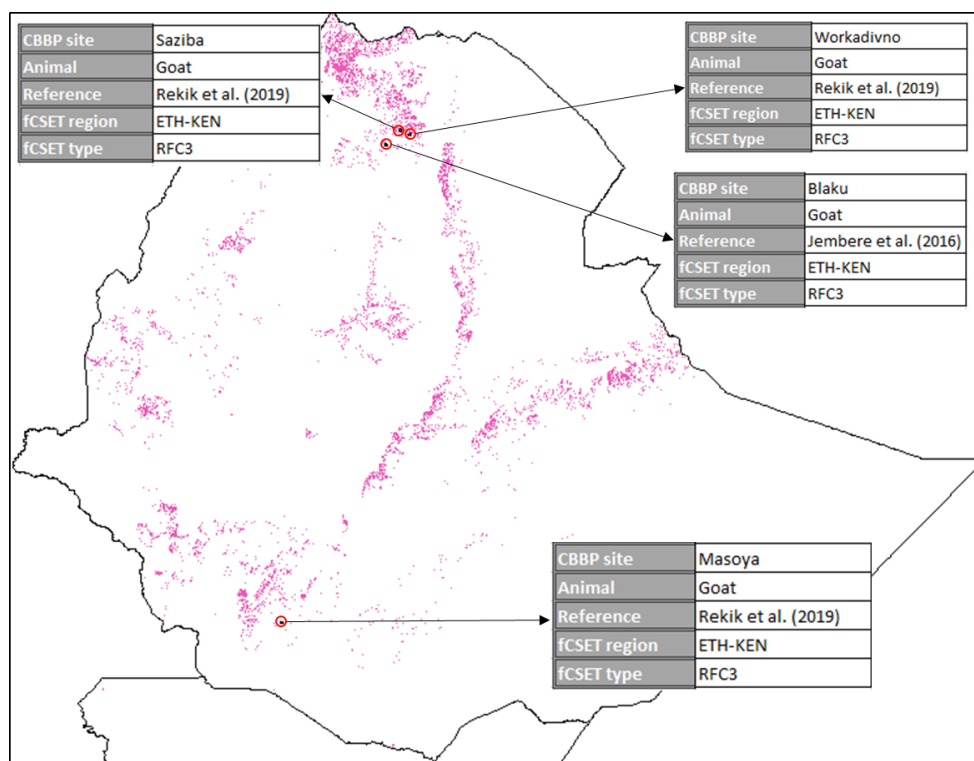 CBBP site Saziba
Animal Goat
Reference Rekik et al. (2019)
fCSET region ETH-KEN
fCSET type RFC3
CBBP site Workadivno
Animal Goat
Reference Rekik et al. (2019)
fCSET region ETH-KEN
fCSET type RFC3
CBBP site Blaku
Animal Goat
Reference Jembere et al. (2016)
fCSET region ETH-KEN
fCSET type RFC3
CBBP site Masoya
Animal Goat
Reference Rekik et al. (2019)
fCSET region ETH-KEN
fCSET type RFC3